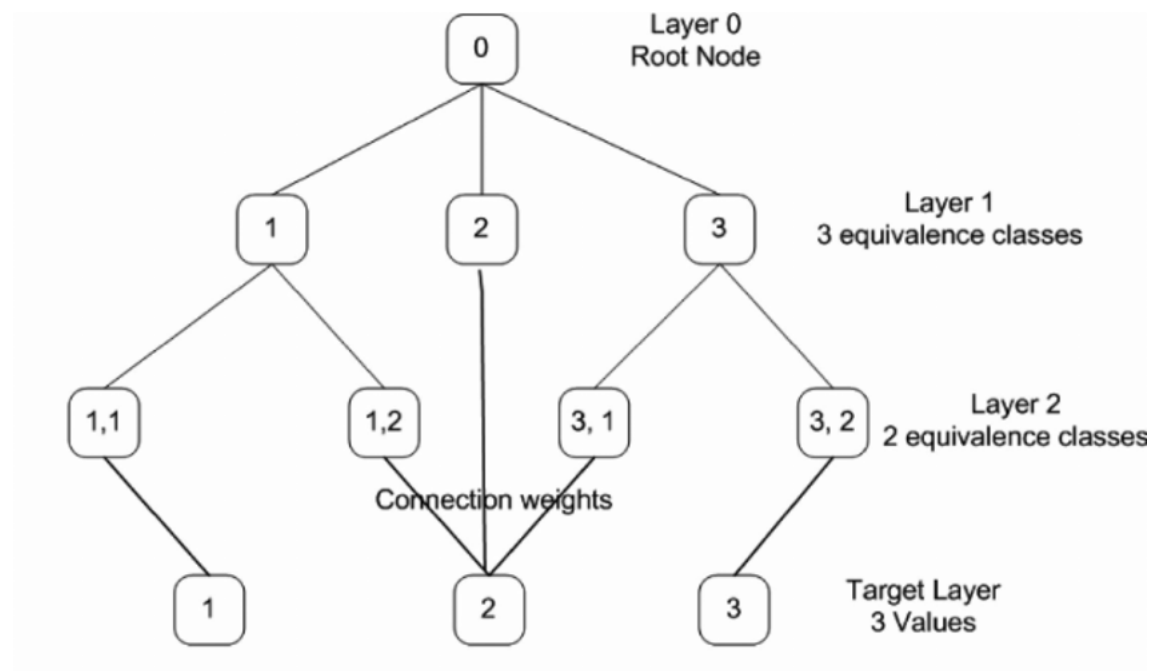 0
Layer 0
Root Node
1
2
3
Layer 1
3 equivalence classes
1,1
1,2
3, 1
3, 2
Layer 2
2 equivalence classes
Connection weights
1
2
3
Target Layer
3 Values